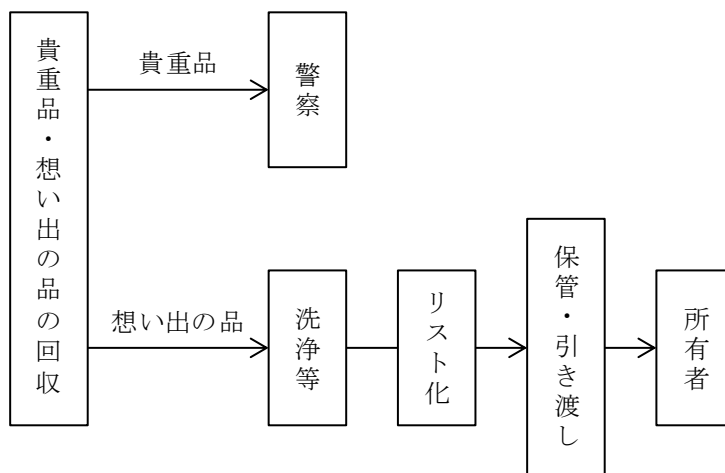 貴重品・想い出の品の回収
貴重品
警察
想い出の品
洗浄等
リスト化
保管・引き渡し
所有者